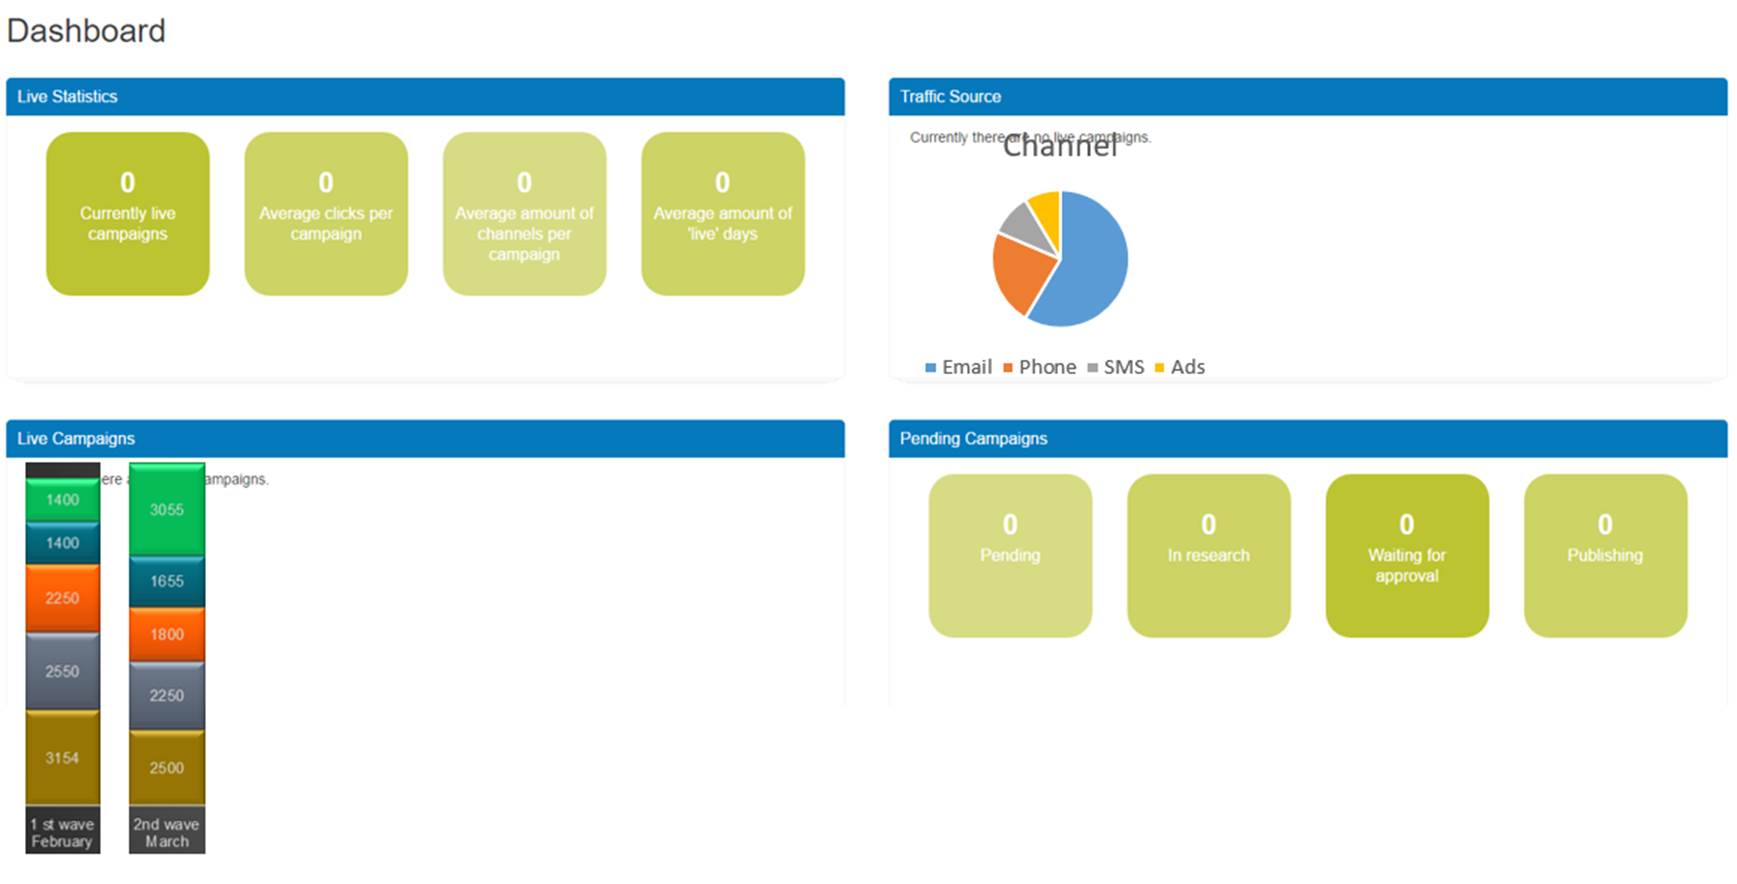 Dashboard
Live Statistics
0
Currently live
campaigns
0
Average clicks per
campaign
0
Average amount of
channels per
campaign
0
Average amount of
'live' days
Traffic Source
Currently there are no live campaigns.
Channel
Email Phone SMS Ads
Live Campaigns
ere a ampaigns.
1400
1400
2250
2550
3154
1 st wave
February
3055
1655
1800
2250
2500
2nd wave
March
Pending Campaigns
0
Pending
0
In research
0
Waiting for
approval
0
Publishing